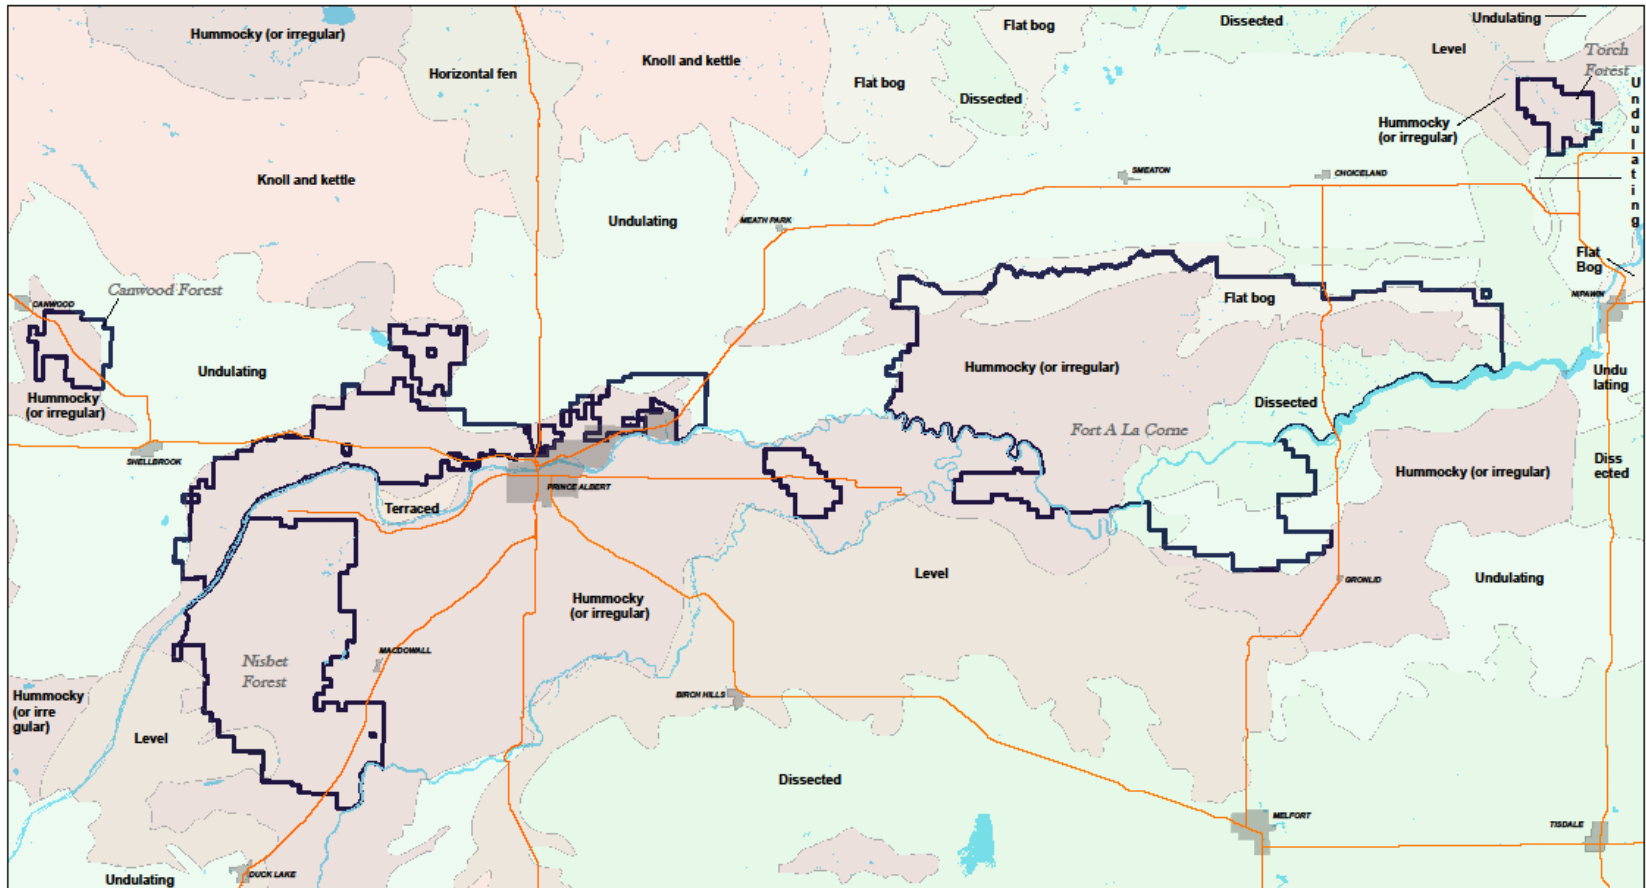 Undulating
Flat bog
Dissected
Hummocky (or irregular)
Level
Torch
Forest
Knoll and kettle
Horizontal fen
Flat bog
Dissected
Undulating
Hummocky
(or irregular)
SMEATON
CHOICELAND
Knoll and kettle
Undulating
MEATH PARK
Flat
Bog
Canwood Forest
CANWOOD
NIPAWIN
Flat bog
Undulating
Hummocky (or irregular)
Undu
lating
Hummocky
(or irregular)
Dissected
Fort A La Corne
SHELLBROOK
Diss
ected
Hummocky (or irregular)
PRINCE ALBERT
Terraced
Level
GRONLID
Undulating
Hummocky
(or irregular)
MACDOWALL
Nisbet
Forest
BIRCH HILLS
Hummocky
(or irre
gular)
Level
Dissected
MELFORT
TISDALE
DUCK LAKE
Undulating